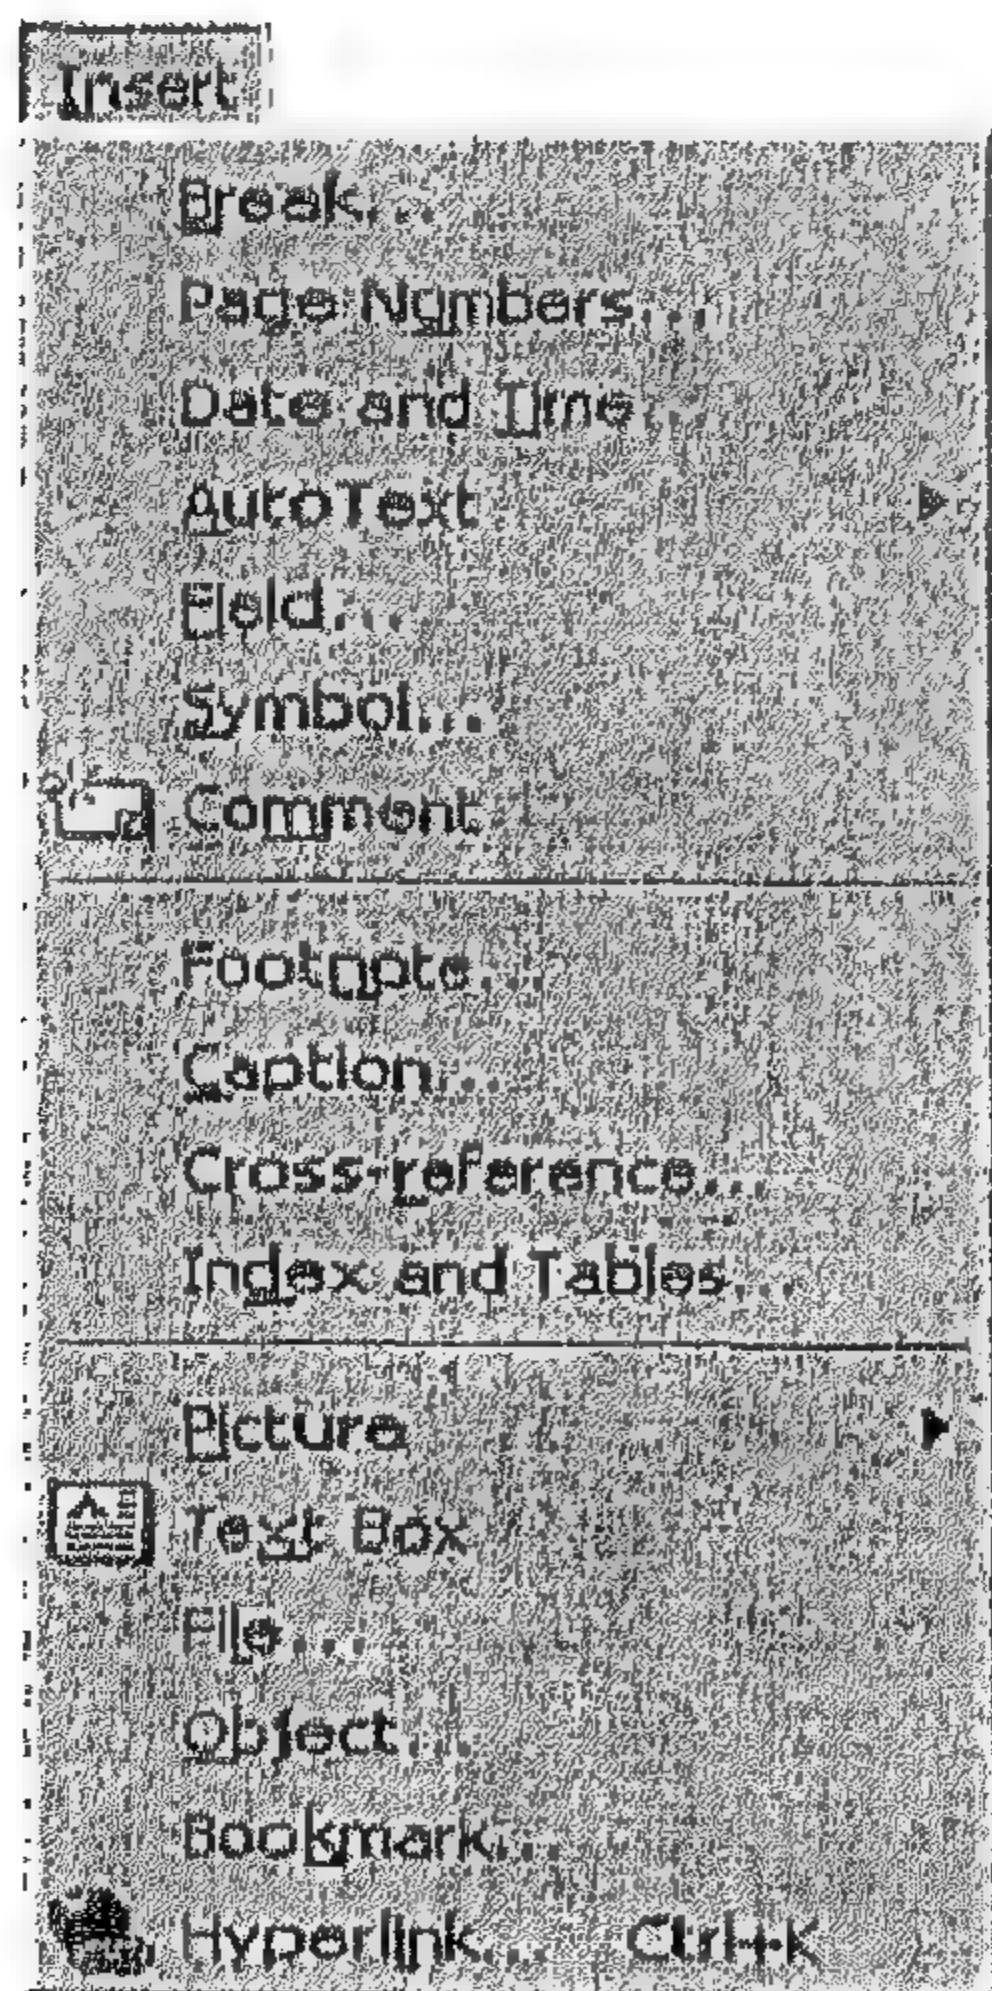 Insert
Break...
Page Numbers...
Date and Time...
AutoText
Field...
Symbol...
Comment
Footnote...
Caption...
Cross-reference...
Index and Tables...
Picture
Text Box
File...
Object...
Bookmark...
Hyperlink... Ctrl+K